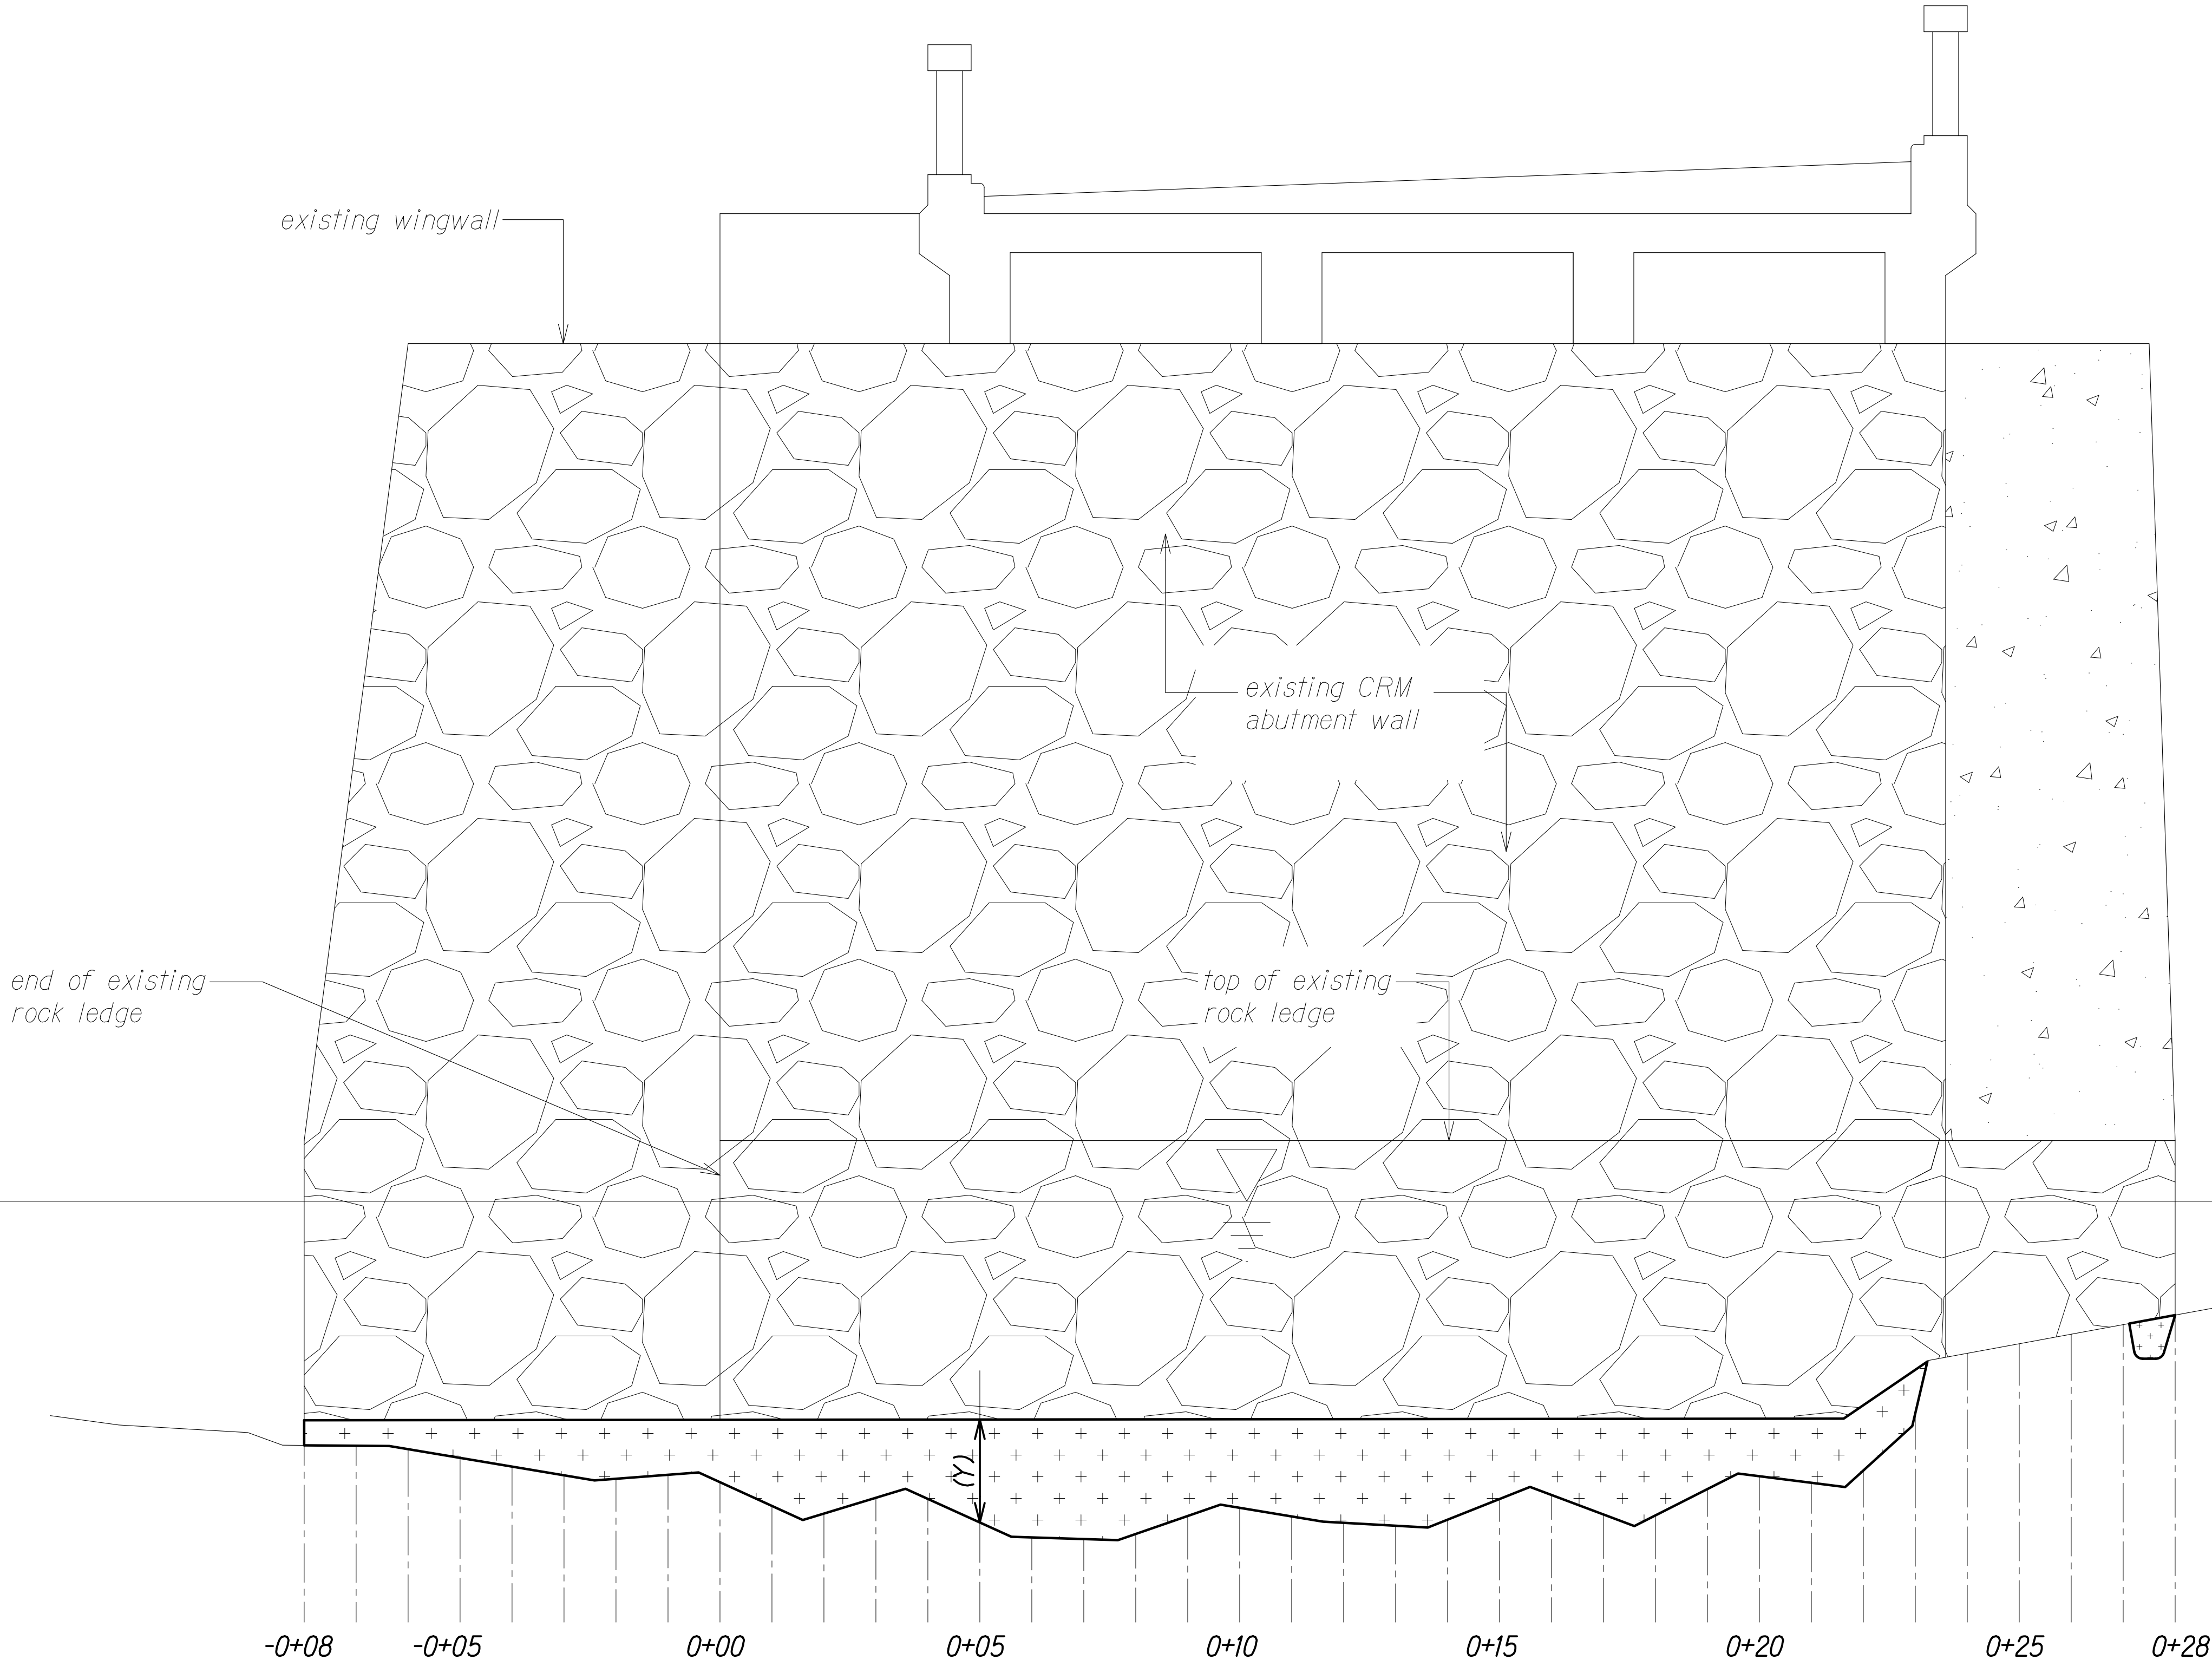 existing wingwall
existing CRM
abutment wall
end of existing
rock ledge
top of existing
rock ledge
(Y)
-0+08 -0+05 0+00 0+05 0+10 0+15 0+20 0+25 0+28